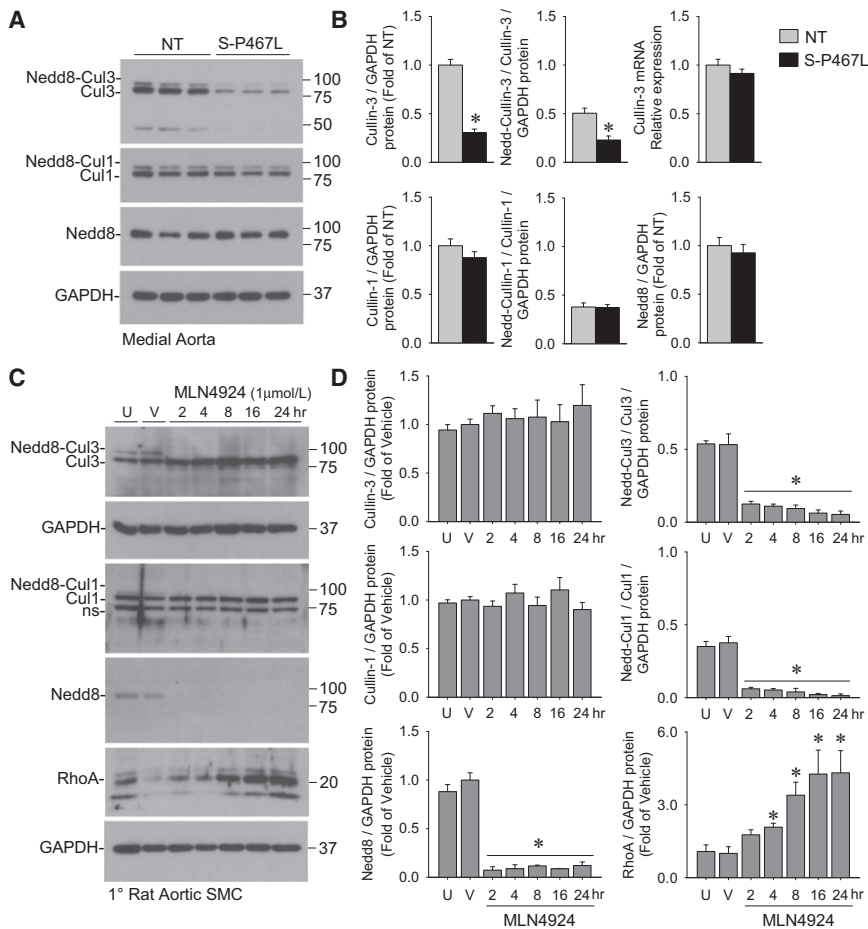 A
NT S-P467L
Nedd8-Cul3
Cul3
100
75
50
Nedd8-Cul1
Cul1
100
75
Nedd8
100
75
GAPDH
37
Medial Aorta
B
Cullin-3 / GAPDH
protein (Fold of NT)
1.5
1.0
0.5
0.0
*
Nedd-Cullin-3 / Cullin-3 /
GAPDH protein
1.0
0.5
0.0
*
Cullin-3 mRNA
Relative expression
1.5
1.0
0.5
0.0
NT
S-P467L
Cullin-1 / GAPDH
protein (Fold of NT)
1.5
1.0
0.5
0.0
Nedd-Cullin-1 / Cullin-1 /
GAPDH protein
1.0
0.5
0.0
Nedd8 / GAPDH
protein (Fold of NT)
1.5
1.0
0.5
0.0
C
MLN4924 (1μmol/L)
U V 2 4 8 16 24 hr
Nedd8-Cul3
Cul3
100
75
GAPDH
37
Nedd8-Cul1
Cul1
ns
100
75
Nedd8
100
75
RhoA
20
GAPDH
37
1° Rat Aortic SMC
D
Cullin-3 / GAPDH protein
(Fold of Vehicle)
1.5
1.0
0.5
0.0
U V 2 4 8 16 24 hr
Nedd-Cul3 / Cul3 /
GAPDH protein
1.0
0.5
0.0
*
U V 2 4 8 16 24 hr
Cullin-1 / GAPDH protein
(Fold of Vehicle)
1.5
1.0
0.5
0.0
U V 2 4 8 16 24 hr
Nedd-Cul1 / Cul1 /
GAPDH protein
1.0
0.5
0.0
*
U V 2 4 8 16 24 hr
Nedd8 / GAPDH protein
(Fold of Vehicle)
1.5
1.0
0.5
0.0
*
U V 2 4 8 16 24 hr
MLN4924
RhoA / GAPDH protein
(Fold of Vehicle)
6.0
4.0
2.0
0.0
* * * *
U V 2 4 8 16 24 hr
MLN4924